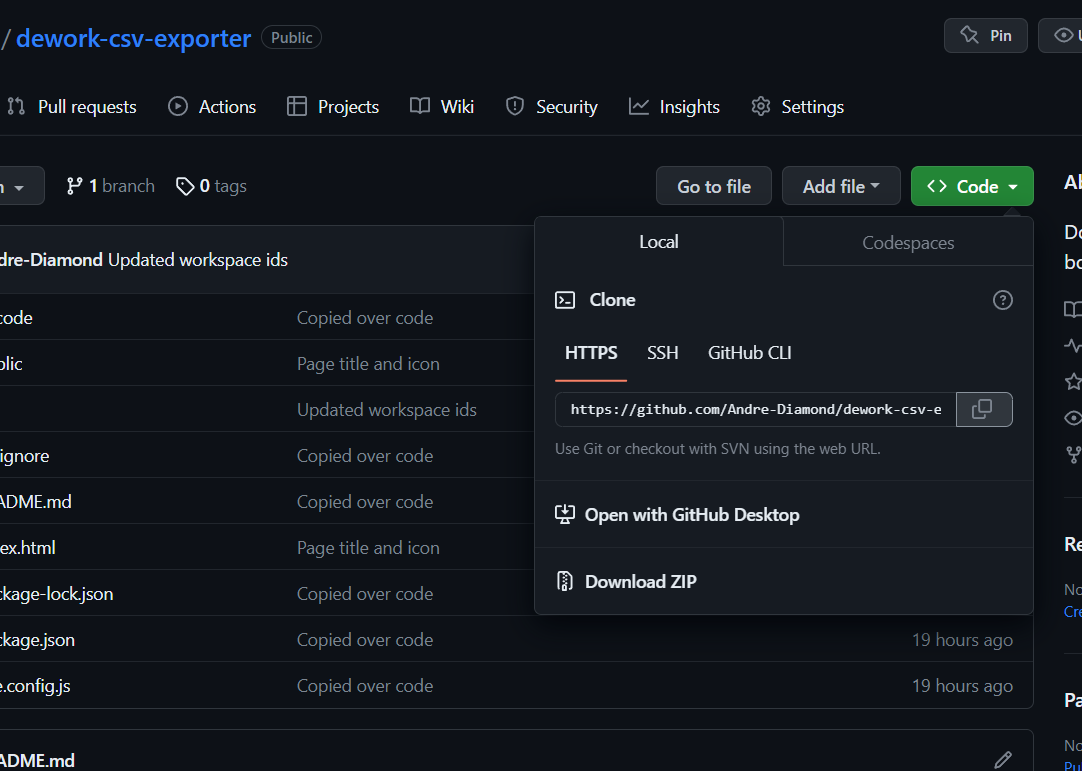 / dework-csv-exporter Public
Pin
Pull requests Actions Projects Wiki Security Insights Settings
1 branch 0 tags
Go to file Add file Code
dre-Diamond Updated workspace ids
code Copied over code
blic Page title and icon
Updated workspace ids
ignore Copied over code
ADME.md Copied over code
ex.html Page title and icon
ckage-lock.json Copied over code
ckage.json Copied over code 19 hours ago
e.config.js Copied over code 19 hours ago
ADME.md
Local Codespaces
Clone
HTTPS SSH GitHub CLI
https://github.com/Andre-Diamond/dework-csv-e
Use Git or checkout with SVN using the web URL.
Open with GitHub Desktop
Download ZIP
Ab
Do
bo
Re
No
Cre
Pa
No
Pu